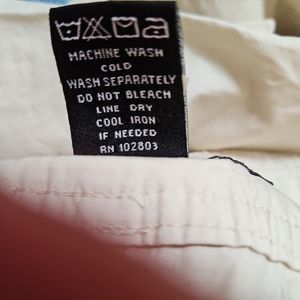 MACHINE WASH
COLD
WASH SEPARATELY
DO NOT BLEACH
LINE DRY
COOL IRON
IF NEEDED
RN 102803